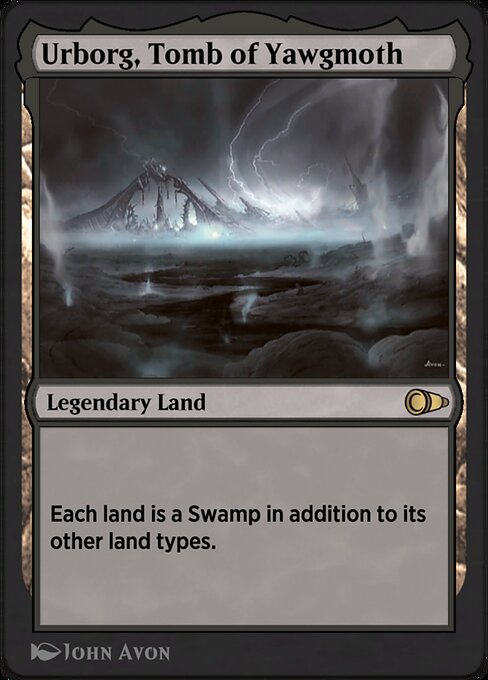 Urborg, Tomb of Yawgmoth
Avon-
Legendary Land
Each land is a Swamp in addition to its
other land types.
John Avon